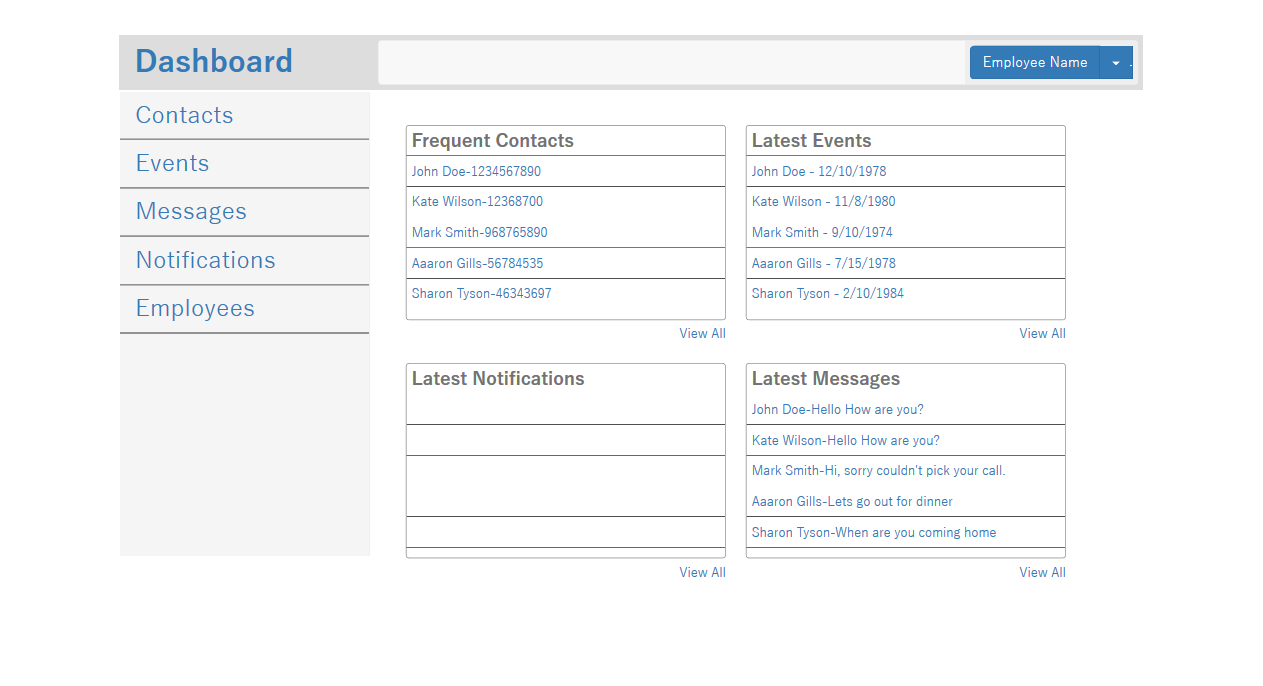 Dashboard
Employee Name
Contacts
Events
Messages
Notifications
Employees
Frequent Contacts
John Doe-1234567890
Kate Wilson-12368700
Mark Smith-968765890
Aaaron Gills-56784535
Sharon Tyson-46343697
View All
Latest Events
John Doe - 12/10/1978
Kate Wilson - 11/8/1980
Mark Smith - 9/10/1974
Aaaron Gills - 7/15/1978
Sharon Tyson - 2/10/1984
View All
Latest Notifications
View All
Latest Messages
John Doe-Hello How are you?
Kate Wilson-Hello How are you?
Mark Smith-Hi, sorry couldn't pick your call.
Aaaron Gills-Lets go out for dinner
Sharon Tyson-When are you coming home
View All